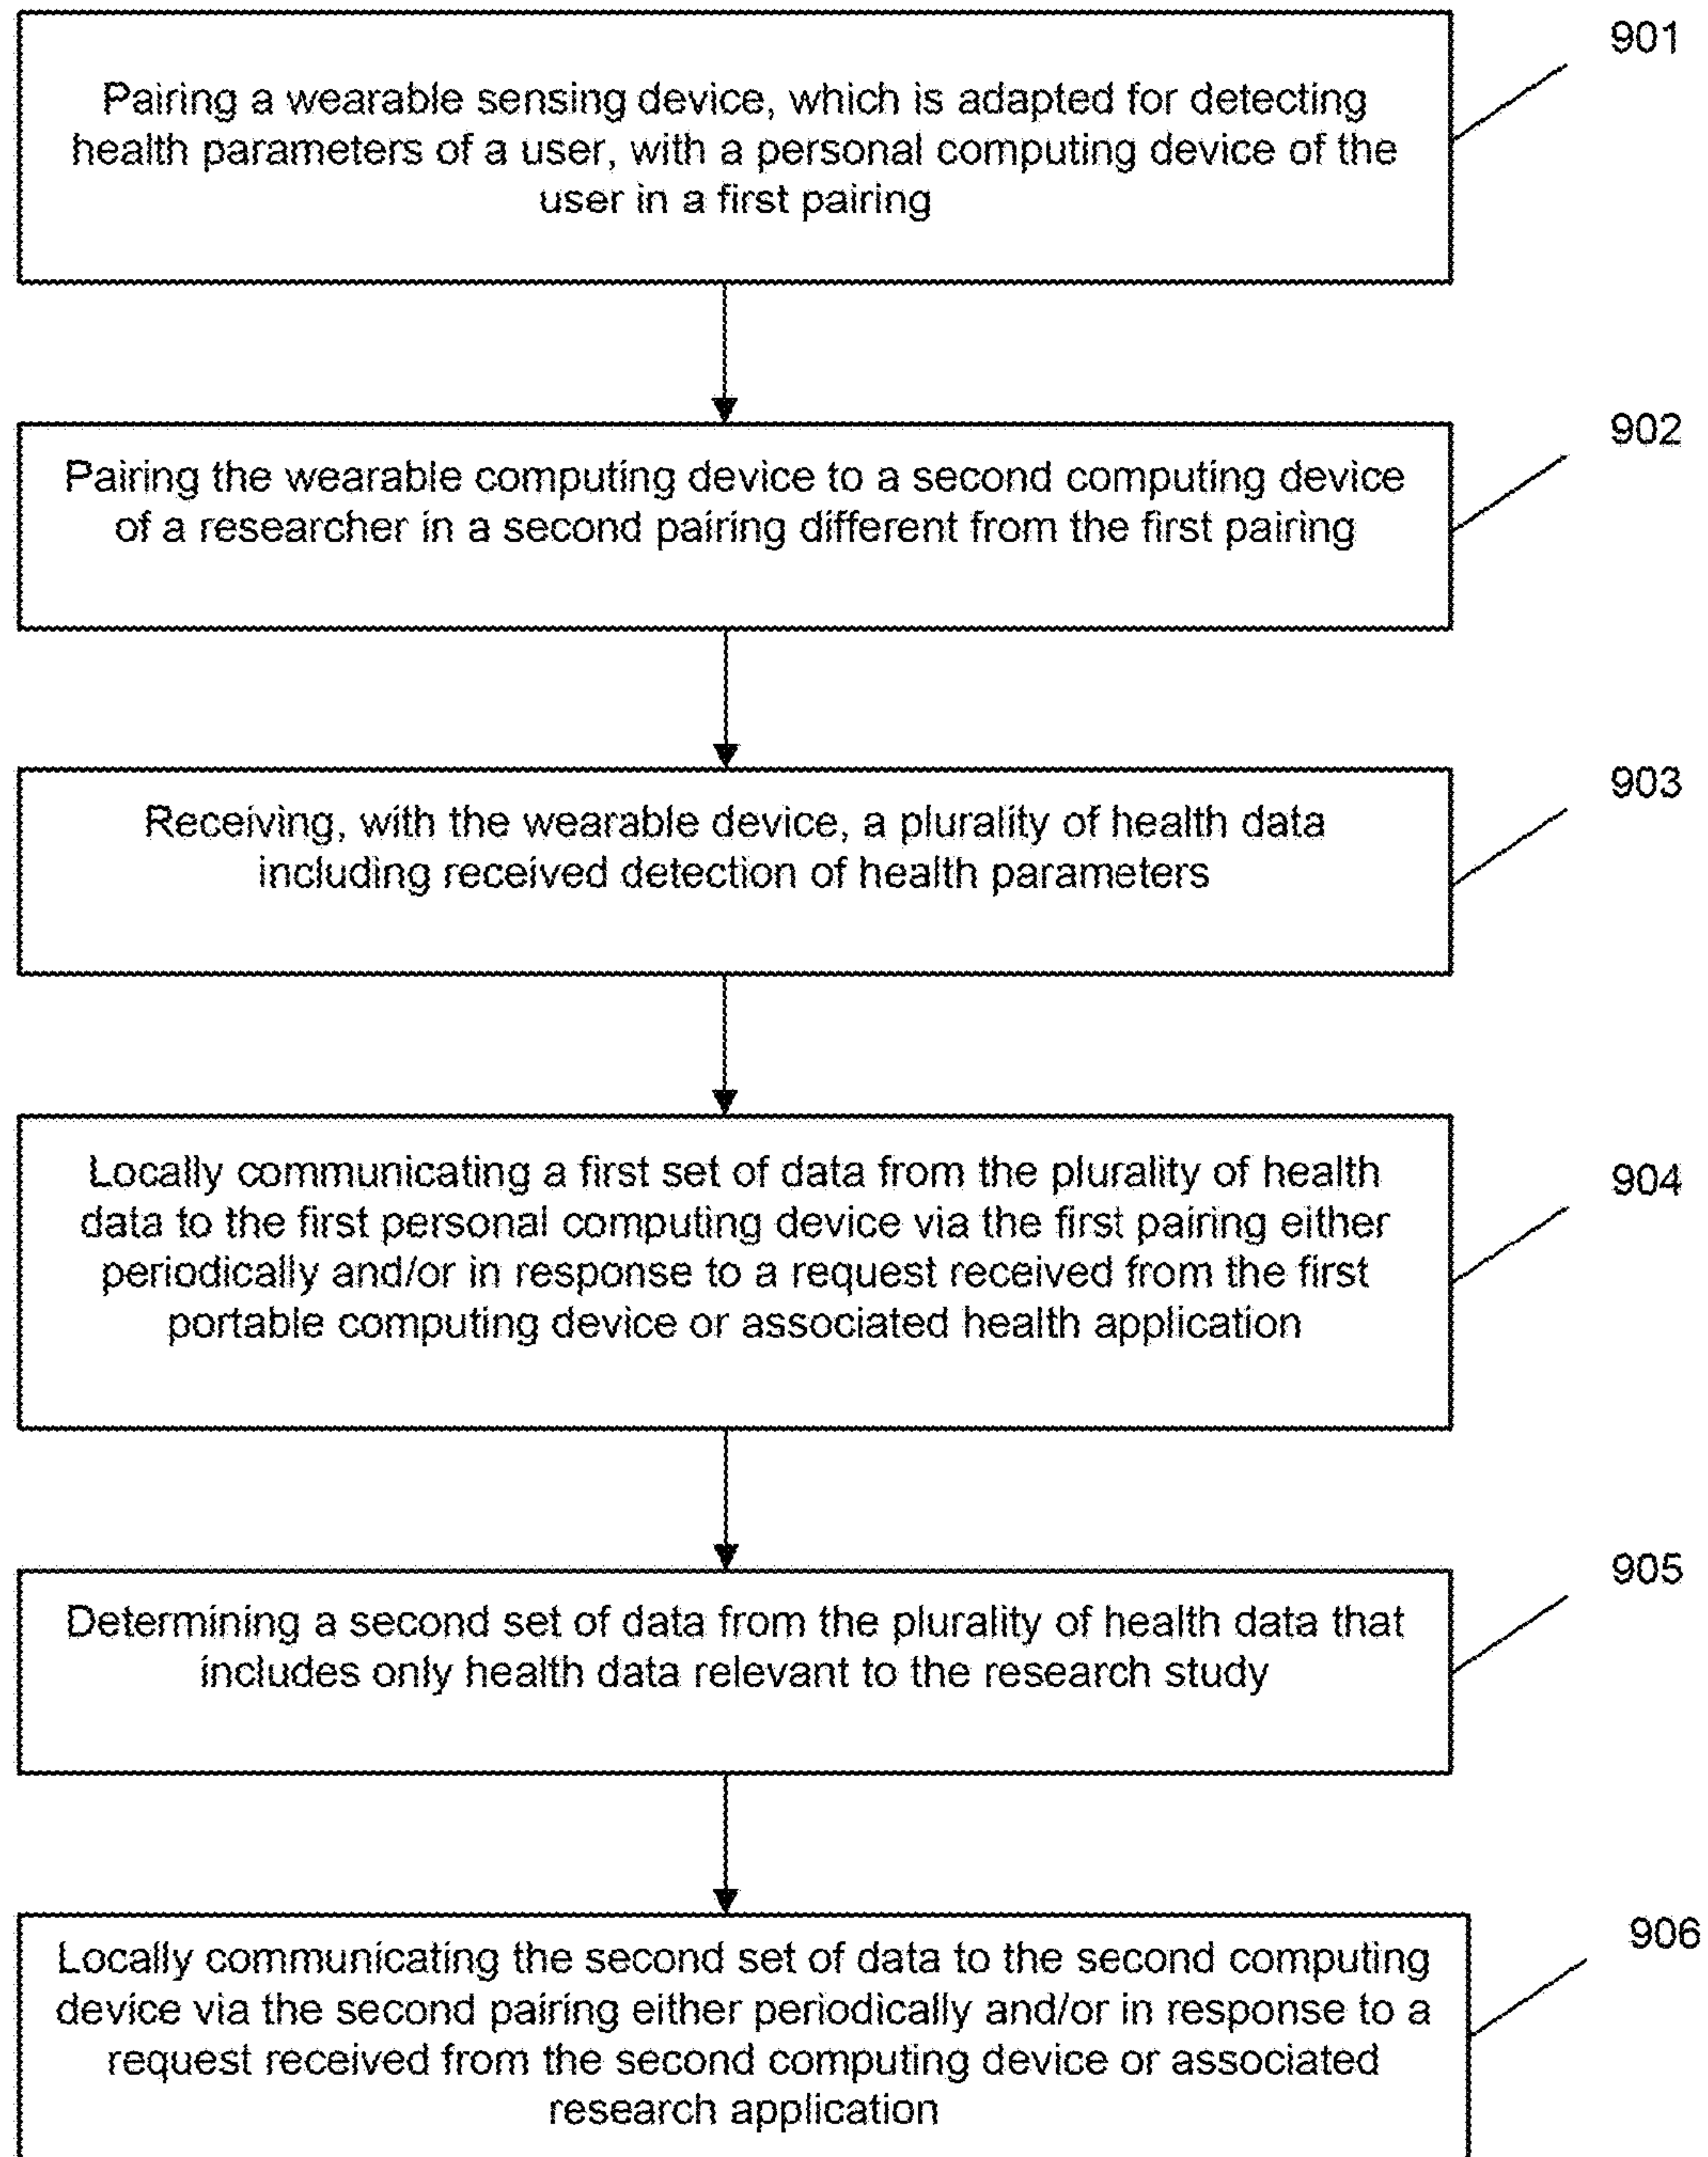 901
Pairing a wearable sensing device, which is adapted for detecting
health parameters of a user, with a personal computing device of the
user in a first pairing
902
Pairing the wearable computing device to a second computing device
of a researcher in a second pairing different from the first pairing
903
Receiving, with the wearable device, a plurality of health data
including received detection of health parameters
904
Locally communicating a first set of data from the plurality of health
data to the first personal computing device via the first pairing either
periodically and/or in response to a request received from the first
portable computing device or associated health application
905
Determining a second set of data from the plurality of health data that
includes only health data relevant to the research study
906
Locally communicating the second set of data to the second computing
device via the second pairing either periodically and/or in response to a
request received from the second computing device or associated
research application